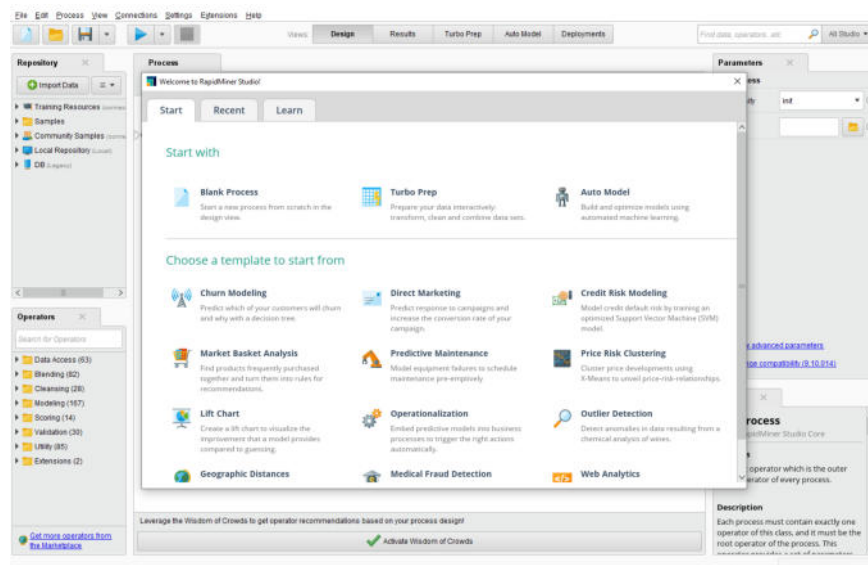 File Edit Process View Connections Settings Extensions Help
Views: Design Results Turbo Prep Auto Model Deployments
Find data, operators...etc
All Studio
Repository
Import Data
Training Resources
Samples
Community Samples
Local Repository (Local)
DB (Legacy)
Operators
Search for Operators
Data Access (63)
Blending (82)
Cleansing (28)
Modeling (167)
Scoring (14)
Validation (30)
Utility (85)
Extensions (2)
Get more operators from
the Marketplace
Process
Welcome to RapidMiner Studio!
Start Recent Learn
Start with
Blank Process
Start a new process from scratch in the
design view.
Turbo Prep
Prepare your data interactively:
transform, clean and combine data sets.
Auto Model
Build and optimize models using
automated machine learning.
Choose a template to start from
Churn Modeling
Predict which of your customers will churn
and why with a decision tree.
Direct Marketing
Predict response to campaigns and
increase the conversion rate of your
campaign.
Credit Risk Modeling
Model credit default risk by training an
optimized Support Vector Machine (SVM)
model.
Market Basket Analysis
Find products frequently purchased
together and turn them into rules for
recommendations.
Predictive Maintenance
Model equipment failures to schedule
maintenance pre-emptively
Price Risk Clustering
Cluster price developments using
X-Means to unveil price-risk-relationships.
Lift Chart
Create a lift chart to visualize the
improvement that a model provides
compared to guessing.
Operationalization
Embed predictive models into business
processes to trigger the right actions
automatically.
Outlier Detection
Detect anomalies in data resulting from a
chemical analysis of wines.
Geographic Distances
Medical Fraud Detection
Web Analytics
Leverage the Wisdom of Crowds to get operator recommendations based on your process design!
Activate Wisdom of Crowds
Parameters
ess
init
advanced parameters
compatibility (9.10.014)
rocess
RapidMiner Studio Core
operator which is the outer
erator of every process.
Description
Each process must contain exactly one
operator of this class, and it must be the
root operator of the process. This
operator provides a set of parameters